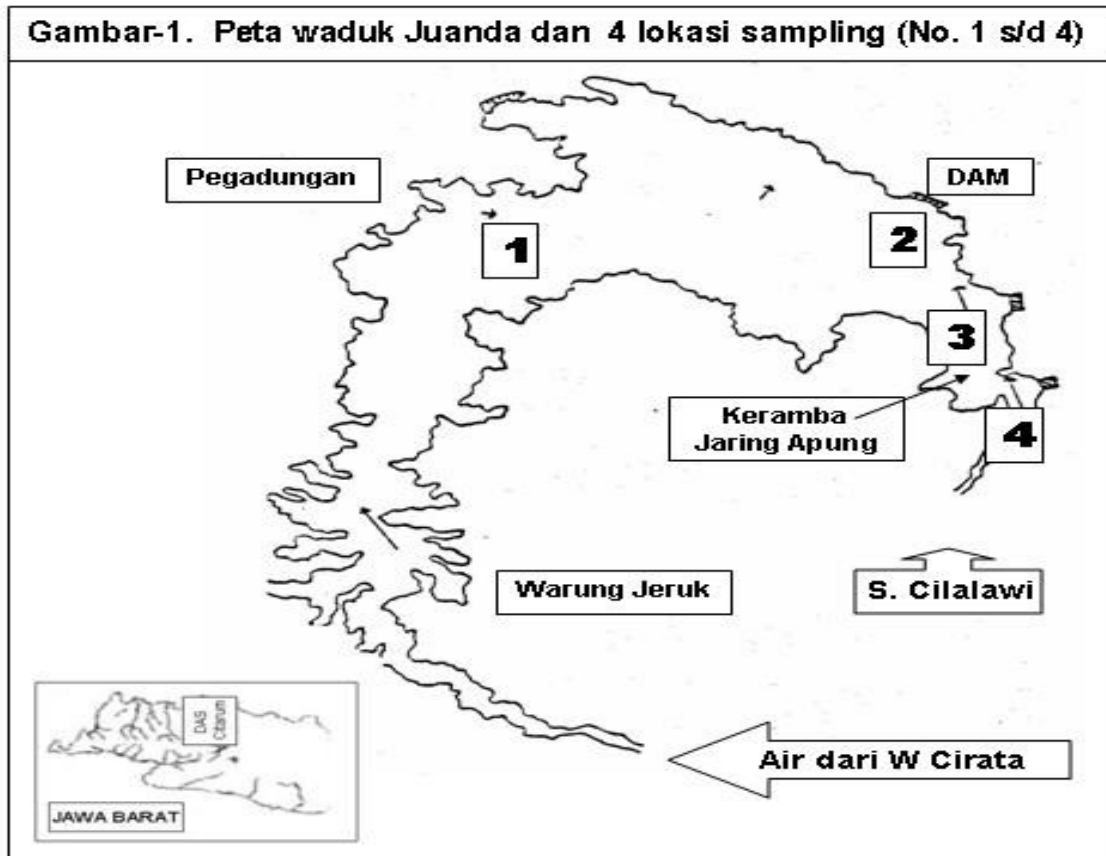 Gambar-1. Peta waduk Juanda dan 4 lokasi sampling (No. 1 s/d 4)
Pegadungan
DAM
1
2
3
Keramba
Jaring Apung
4
Warung Jeruk
S. Cilalawi
Air dari W Cirata
DAS
Citarum
JAWA BARAT